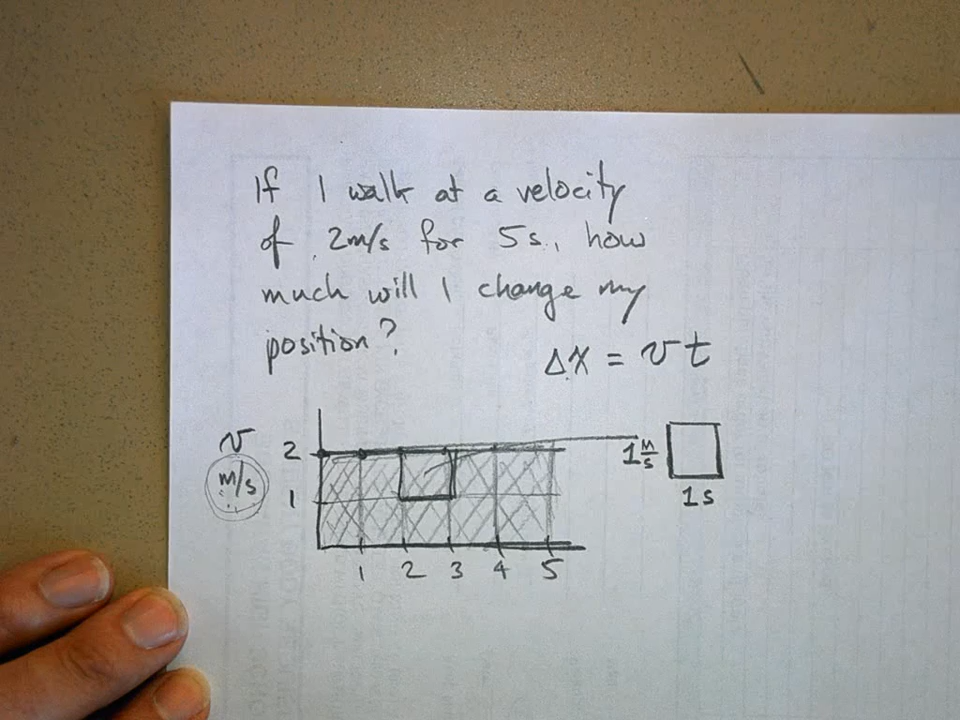 If I walk at a velocity
of 2m/s for 5s., how
much will I change my
position?
Δx = vt
v
m/s
2
1
1 m/s
1s
1 2 3 4 5